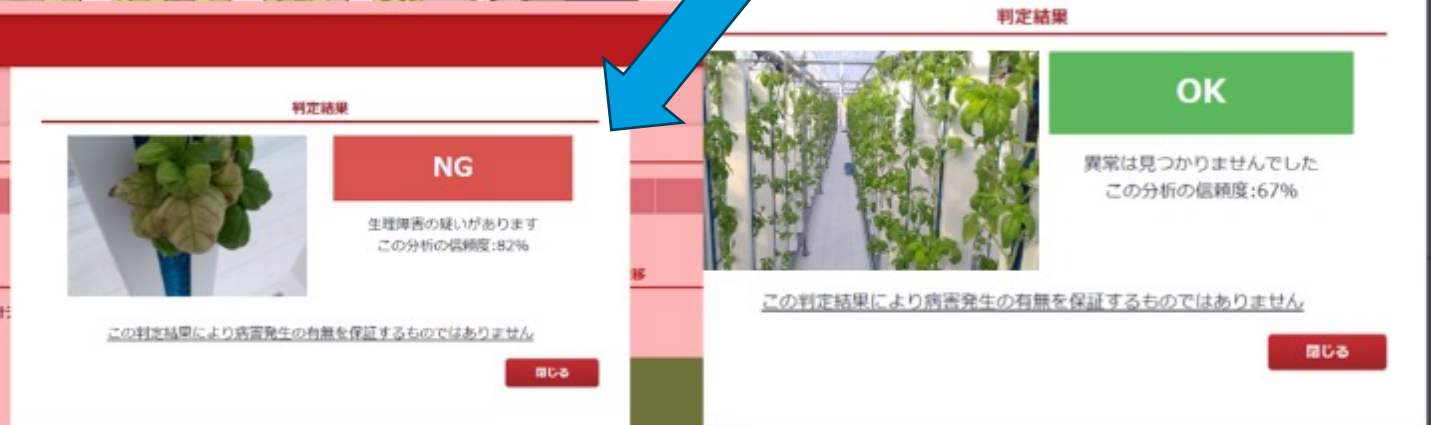 判定結果
NG
生理障害の疑いがあります
この分析の信頼度:82%
この判定結果により病害発生の有無を保証するものではありません
閉じる
移
判定結果
OK
異常は見つかりませんでした
この分析の信頼度:67%
この判定結果により病害発生の有無を保証するものではありません
閉じる